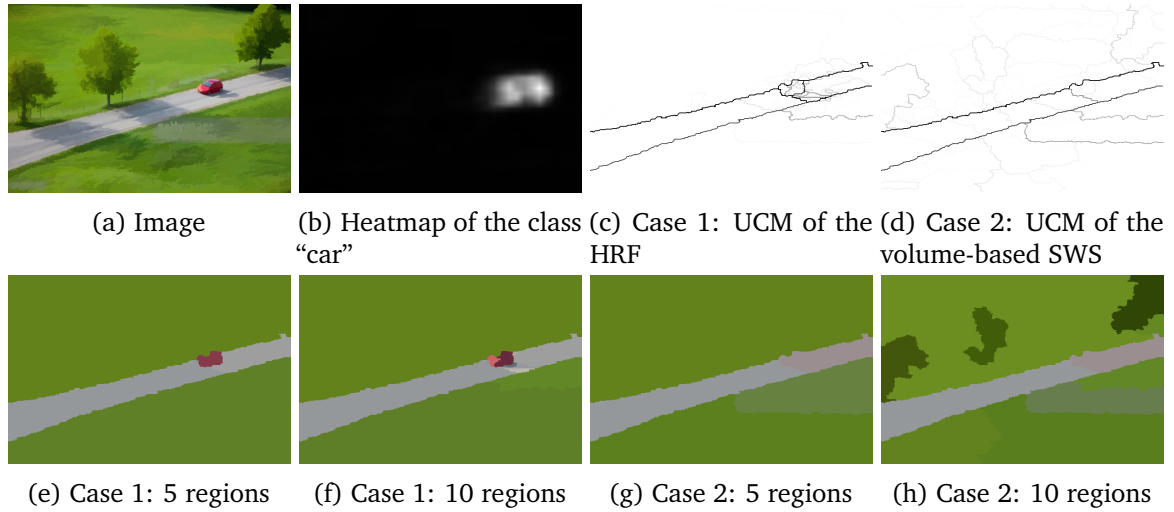 (a) Image
(b) Heatmap of the class
“car”
(c) Case 1: UCM of the
HRF
(d) Case 2: UCM of the
volume-based SWS
(e) Case 1: 5 regions
(f) Case 1: 10 regions
(g) Case 2: 5 regions
(h) Case 2: 10 regions